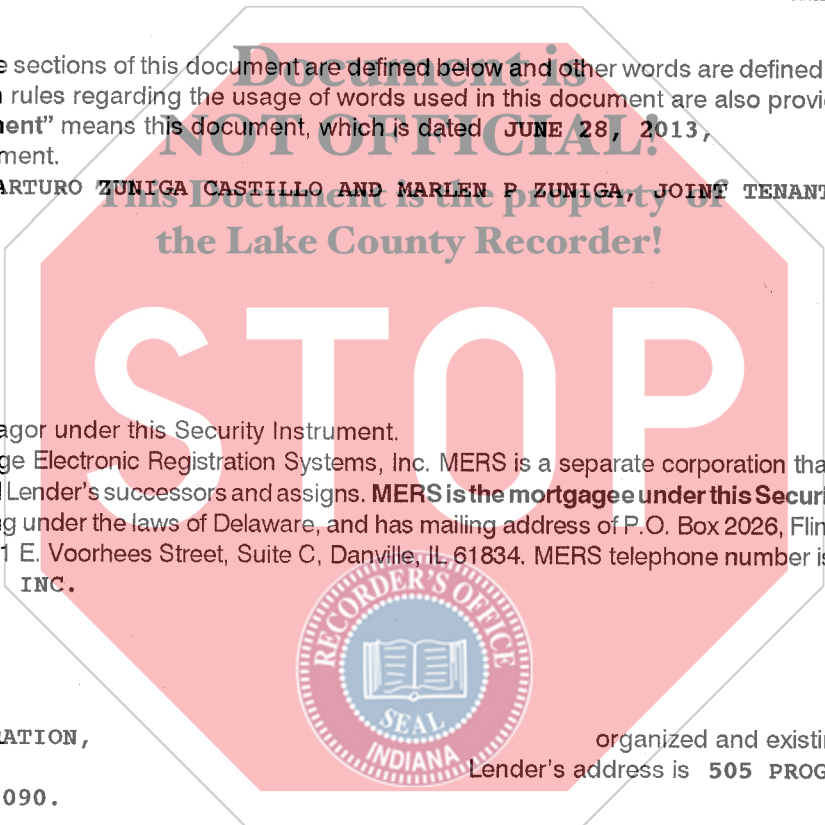 e sections of this document are defined below and other words are defined
Document is
rules regarding the usage of words used in this document are also provi
ent" means this document, which is dated JUNE 28, 2013,
NOT OFFICIAL!
ment.
ARTURO ZUNIGA CASTILLO AND MARLEN P ZUNIGA, JOINT TENANT
This Document is the property of
the Lake County Recorder!
STOP
agor under this Security Instrument.
ge Electronic Registration Systems, Inc. MERS is a separate corporation tha
Lender's successors and assigns. MERS is the mortgagee under this Securi
g under the laws of Delaware, and has mailing address of P.O. Box 2026, Flin
1 E. Voorhees Street, Suite C, Danville, IL 61834. MERS telephone number is
INC.
RECORDER'S OFFICE
SEAL
INDIANA
RATION,
organized and existin
Lender's address is 505 PROG
090.